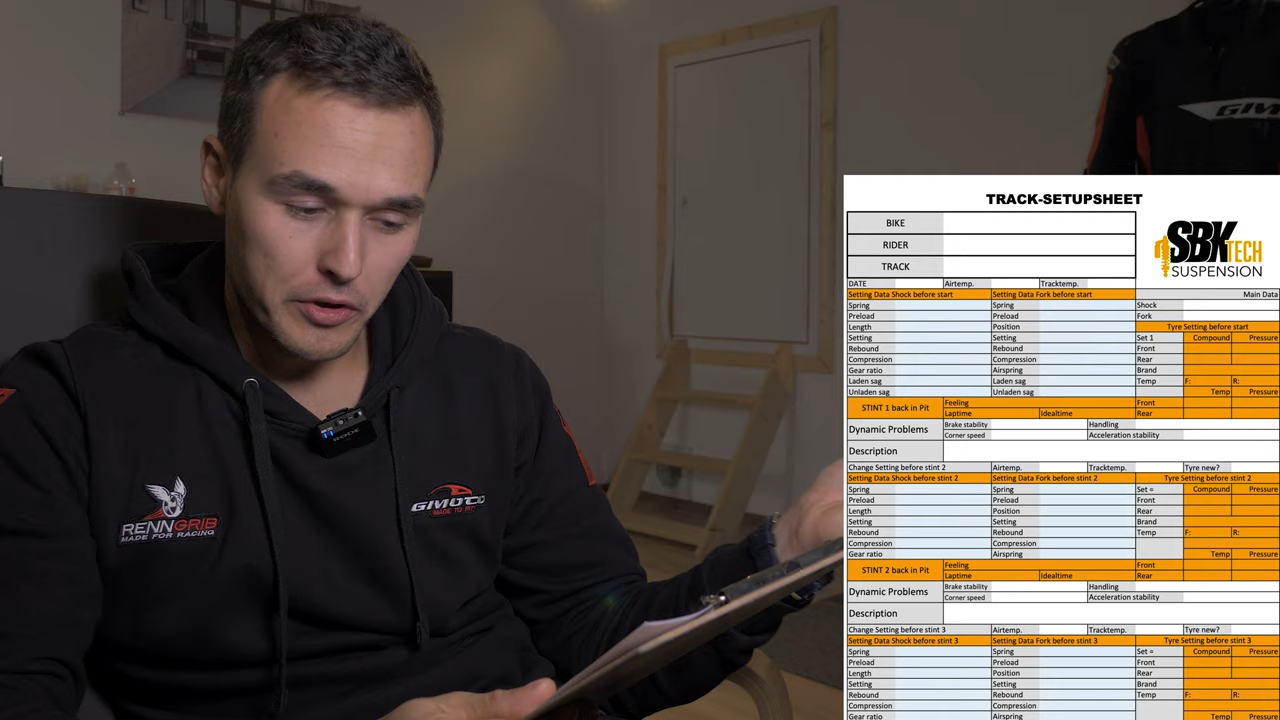 GIM
RODE
RENNGRIB
MADE FOR RACING
GIMOTO
MADE TO FIT
TRACK-SETUPSHEET
BIKE
RIDER
TRACK
SBK TECH
SUSPENSION
DATE Airtemp. Tracktemp.
Setting Data Shock before start Setting Data Fork before start Main Data
Spring Spring Shock
Preload Preload Fork
Length Position Tyre Setting before start
Setting Setting Set 1 Compound Pressure
Rebound Rebound Front
Compression Compression Rear
Gear ratio Airspring Brand
Laden sag Laden sag Temp F: R:
Unladen sag Unladen sag Temp Pressure
STINT 1 back in Pit Feeling Front
Laptime Idealtime Rear
Dynamic Problems Brake stability Handling
Corner speed Acceleration stability
Description
Change Setting before stint 2 Airtemp. Tracktemp. Tyre new?
Setting Data Shock before stint 2 Setting Data Fork before stint 2 Tyre Setting before stint 2
Spring Spring Set = Compound Pressure
Preload Preload Front
Length Position Rear
Setting Setting Brand
Rebound Rebound Temp F: R:
Compression Compression
Gear ratio Airspring Temp Pressure
STINT 2 back in Pit Feeling Front
Laptime Idealtime Rear
Dynamic Problems Brake stability Handling
Corner speed Acceleration stability
Description
Change Setting before stint 3 Airtemp. Tracktemp. Tyre new?
Setting Data Shock before stint 3 Setting Data Fork before stint 3 Tyre Setting before stint 3
Spring Spring Set = Compound Pressure
Preload Preload Front
Length Position Rear
Setting Setting Brand
Rebound Rebound Temp F: R:
Compression Compression
Gear ratio Airspring Temp Pressure